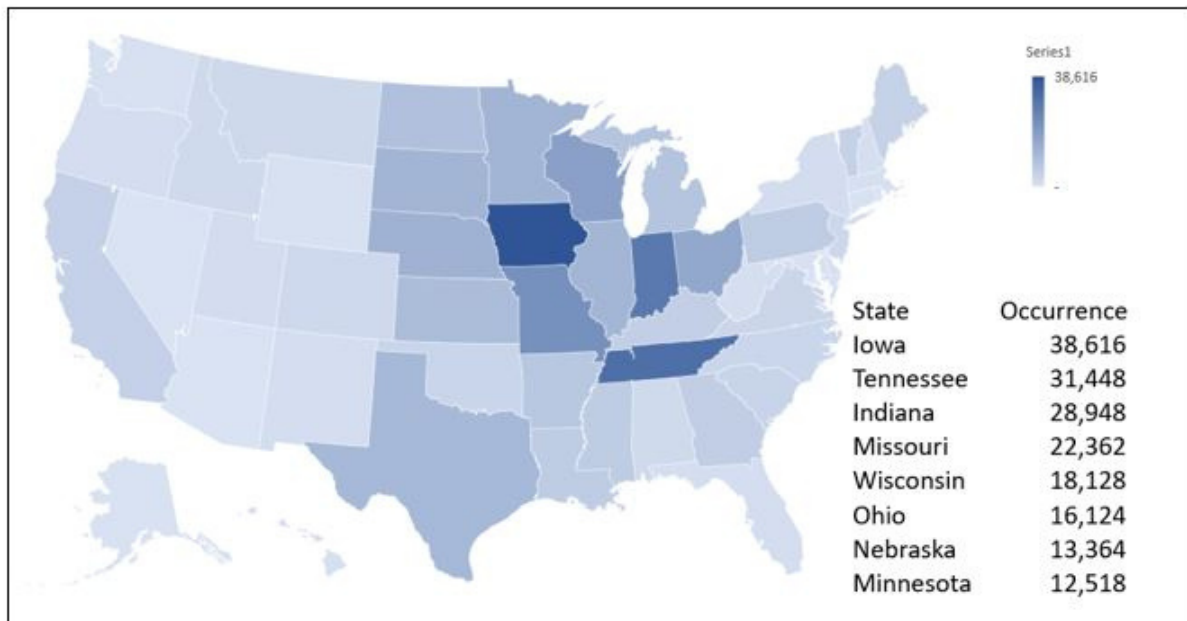 Series1
38,616
-
State Occurrence
Iowa 38,616
Tennessee 31,448
Indiana 28,948
Missouri 22,362
Wisconsin 18,128
Ohio 16,124
Nebraska 13,364
Minnesota 12,518